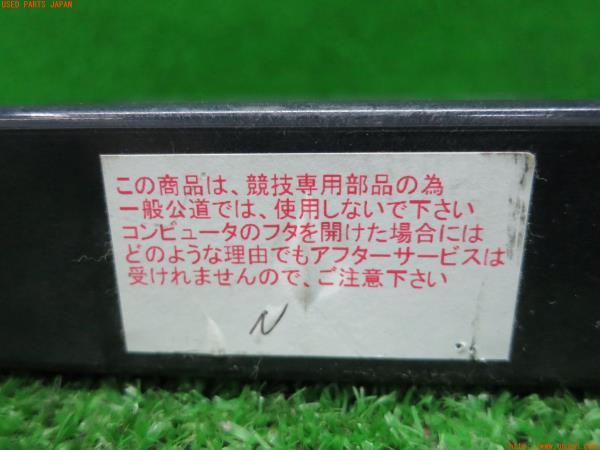 USED PARTS JAPAN
この商品は、競技専用部品の為
一般公道では、使用しないで下さい
コンピュータのフタを開けた場合には
どのような理由でもアフターサービスは
受けれませんので、ご注意下さい
N